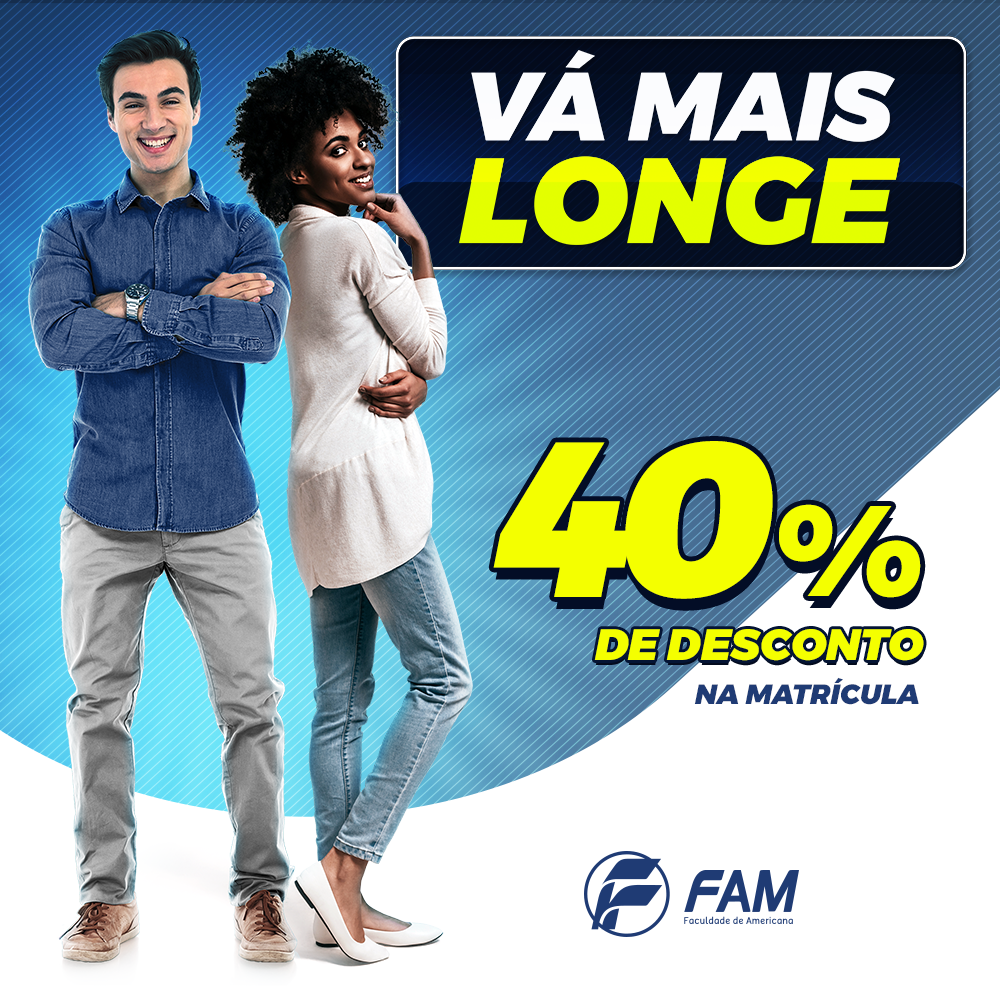 VÁ MAIS
LONGE
40%
DE DESCONTO
NA MATRÍCULA
FAM
Faculdade de Americana